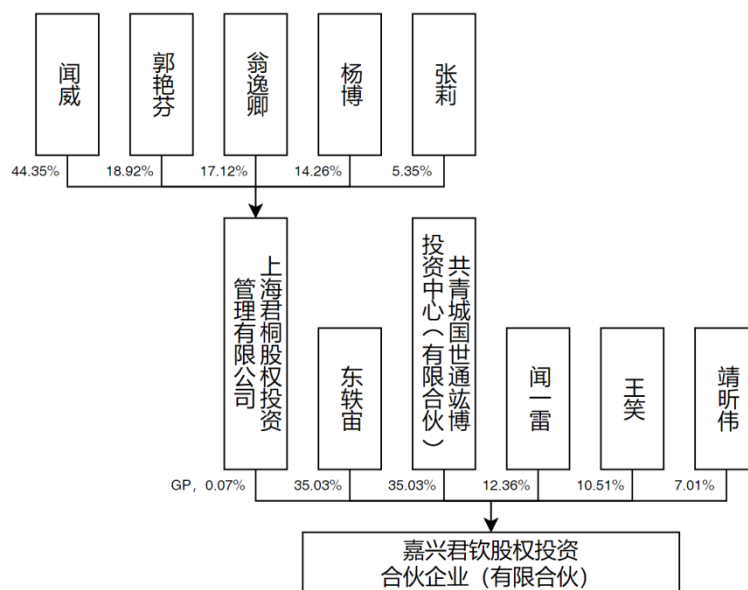 闻威
郭艳芬
翁逸卿
杨博
张莉
44.35%
18.92%
17.12%
14.26%
5.35%
上海君桐股权投资
管理有限公司
东轶宙
共青城国世通竑博
投资中心（有限合伙）
闻一雷
王笑
靖昕伟
GP，0.07%
35.03%
35.03%
12.36%
10.51%
7.01%
嘉兴君钦股权投资
合伙企业（有限合伙）